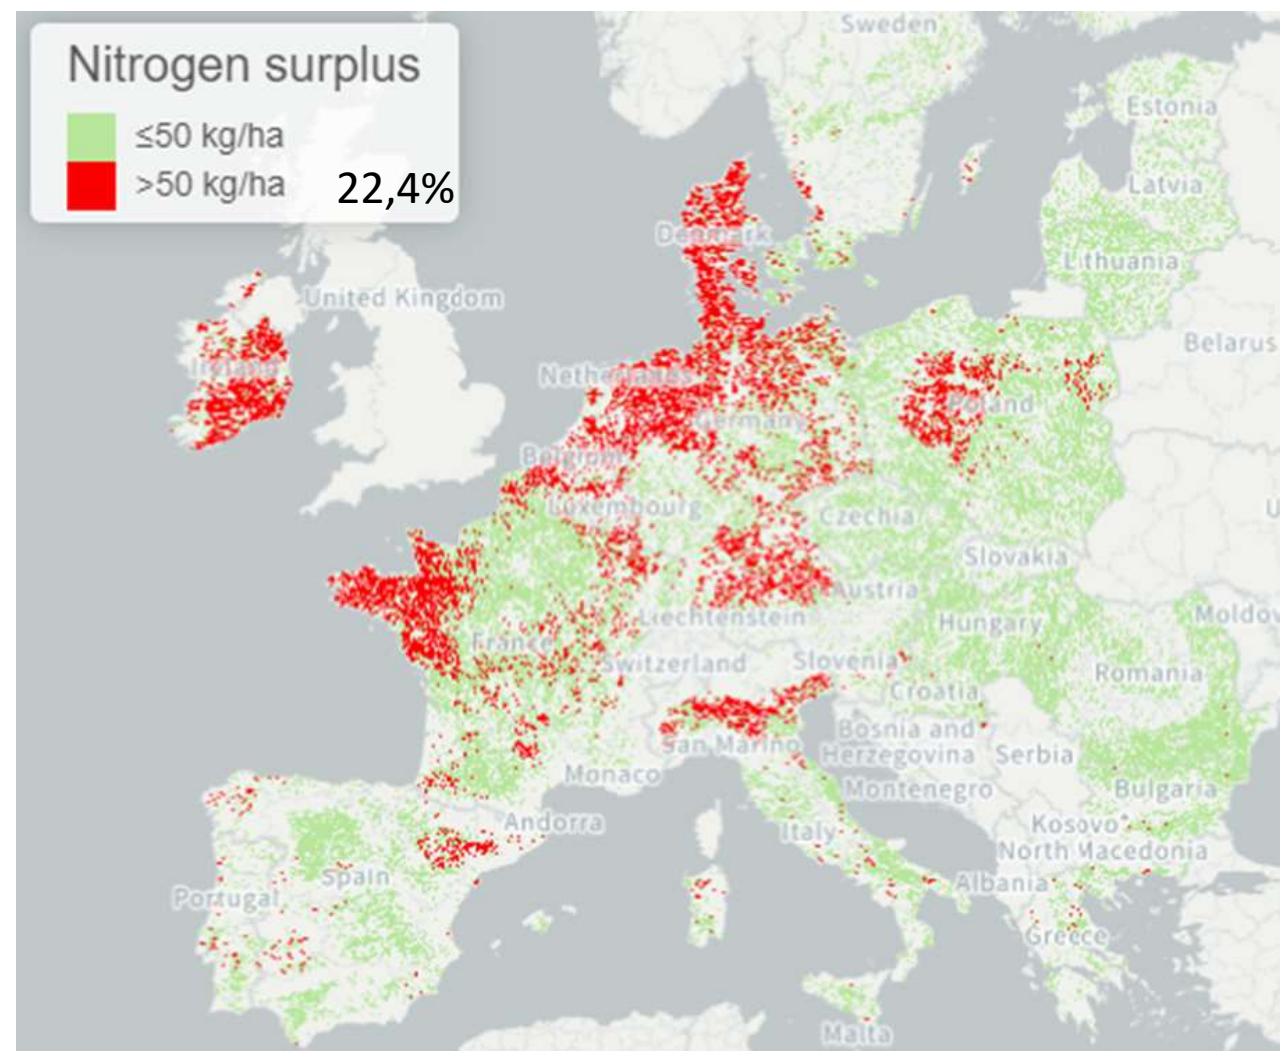 Nitrogen surplus
≤50 kg/ha
>50 kg/ha 22,4%
Sweden
Estonia
Latvia
Denmark
Lithuania
United Kingdom
Belarus
Ireland
Netherlands
Poland
Germany
Belgium
Luxembourg
Czechia
U
Slovakia
Austria
Liechtenstein
Moldov
Hungary
France
Switzerland
Slovenia
Romania
Croatia
Bosnia and
Herzegovina
Serbia
San Marino
Monaco
Montenegro
Bulgaria
Andorra
Kosovo*
Italy
North Macedonia
Spain
Albania
Portugal
Greece
Malta